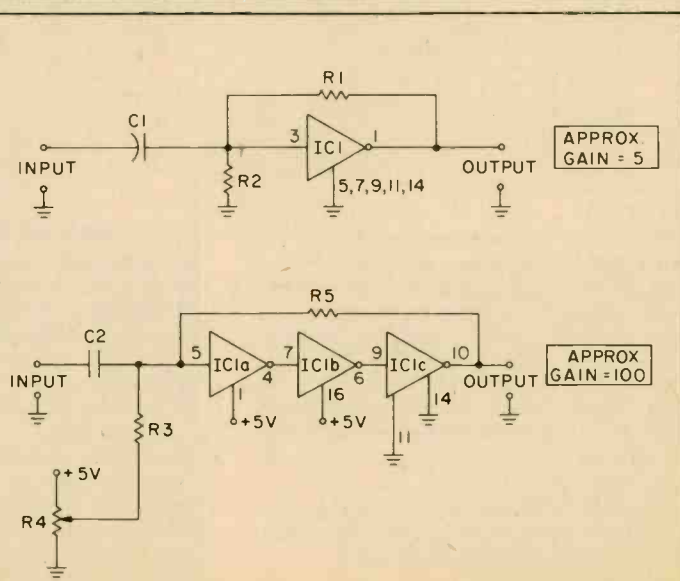 R1
C1
3
IC1
1
INPUT
R2
5,7,9,11,14
OUTPUT
APPROX.
GAIN = 5
R5
C2
5
IC1a
4
7
IC1b
6
9
IC1c
10
INPUT
1
+5V
16
+5V
14
11
OUTPUT
APPROX
GAIN=100
R3
+5V
R4